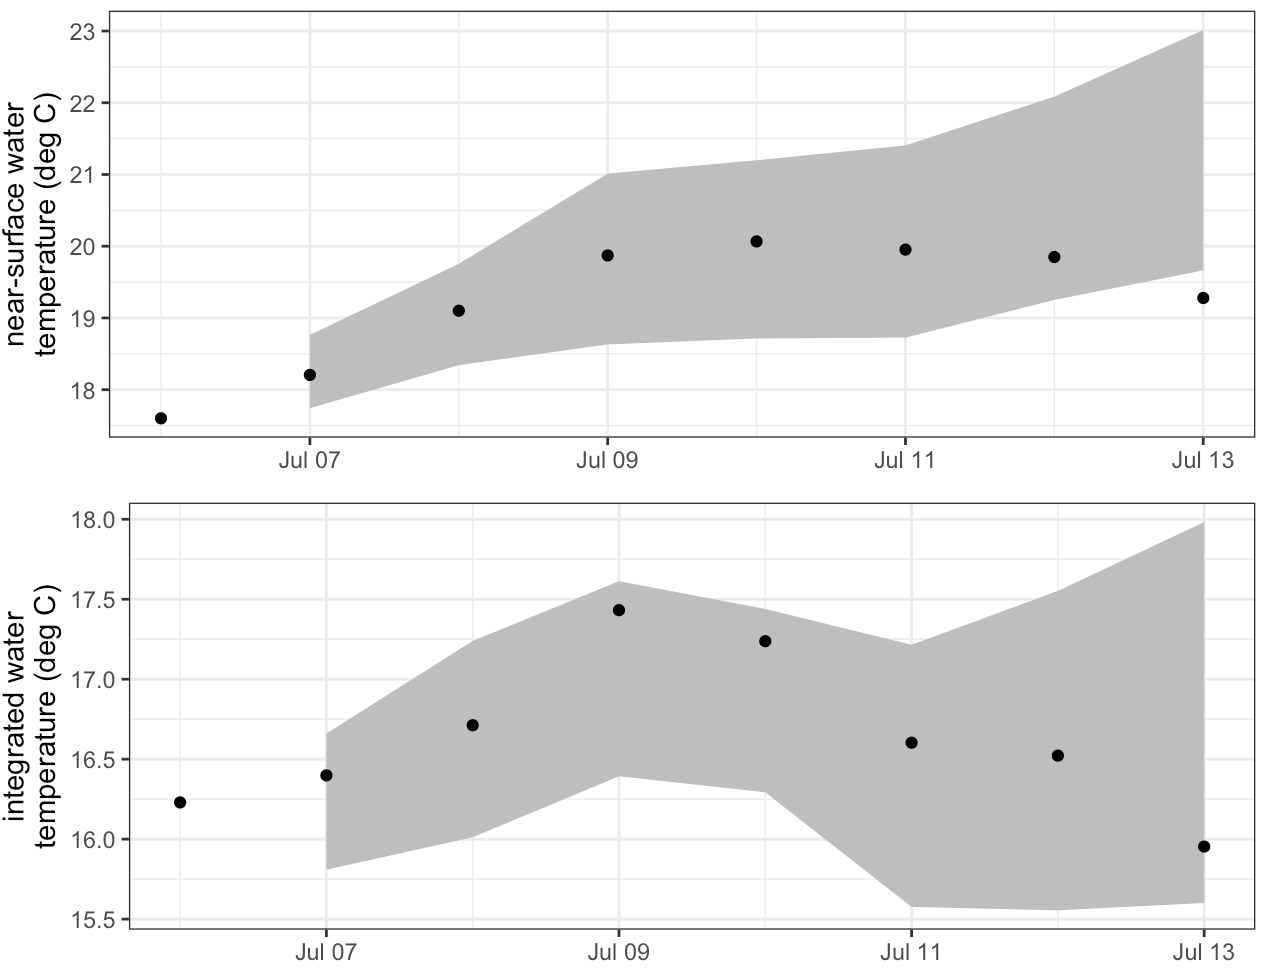 near-surface water
temperature (deg C)
23
22
21
20
19
18
Jul 07
Jul 09
Jul 11
Jul 13
integrated water
temperature (deg C)
18.0
17.5
17.0
16.5
16.0
15.5
Jul 07
Jul 09
Jul 11
Jul 13